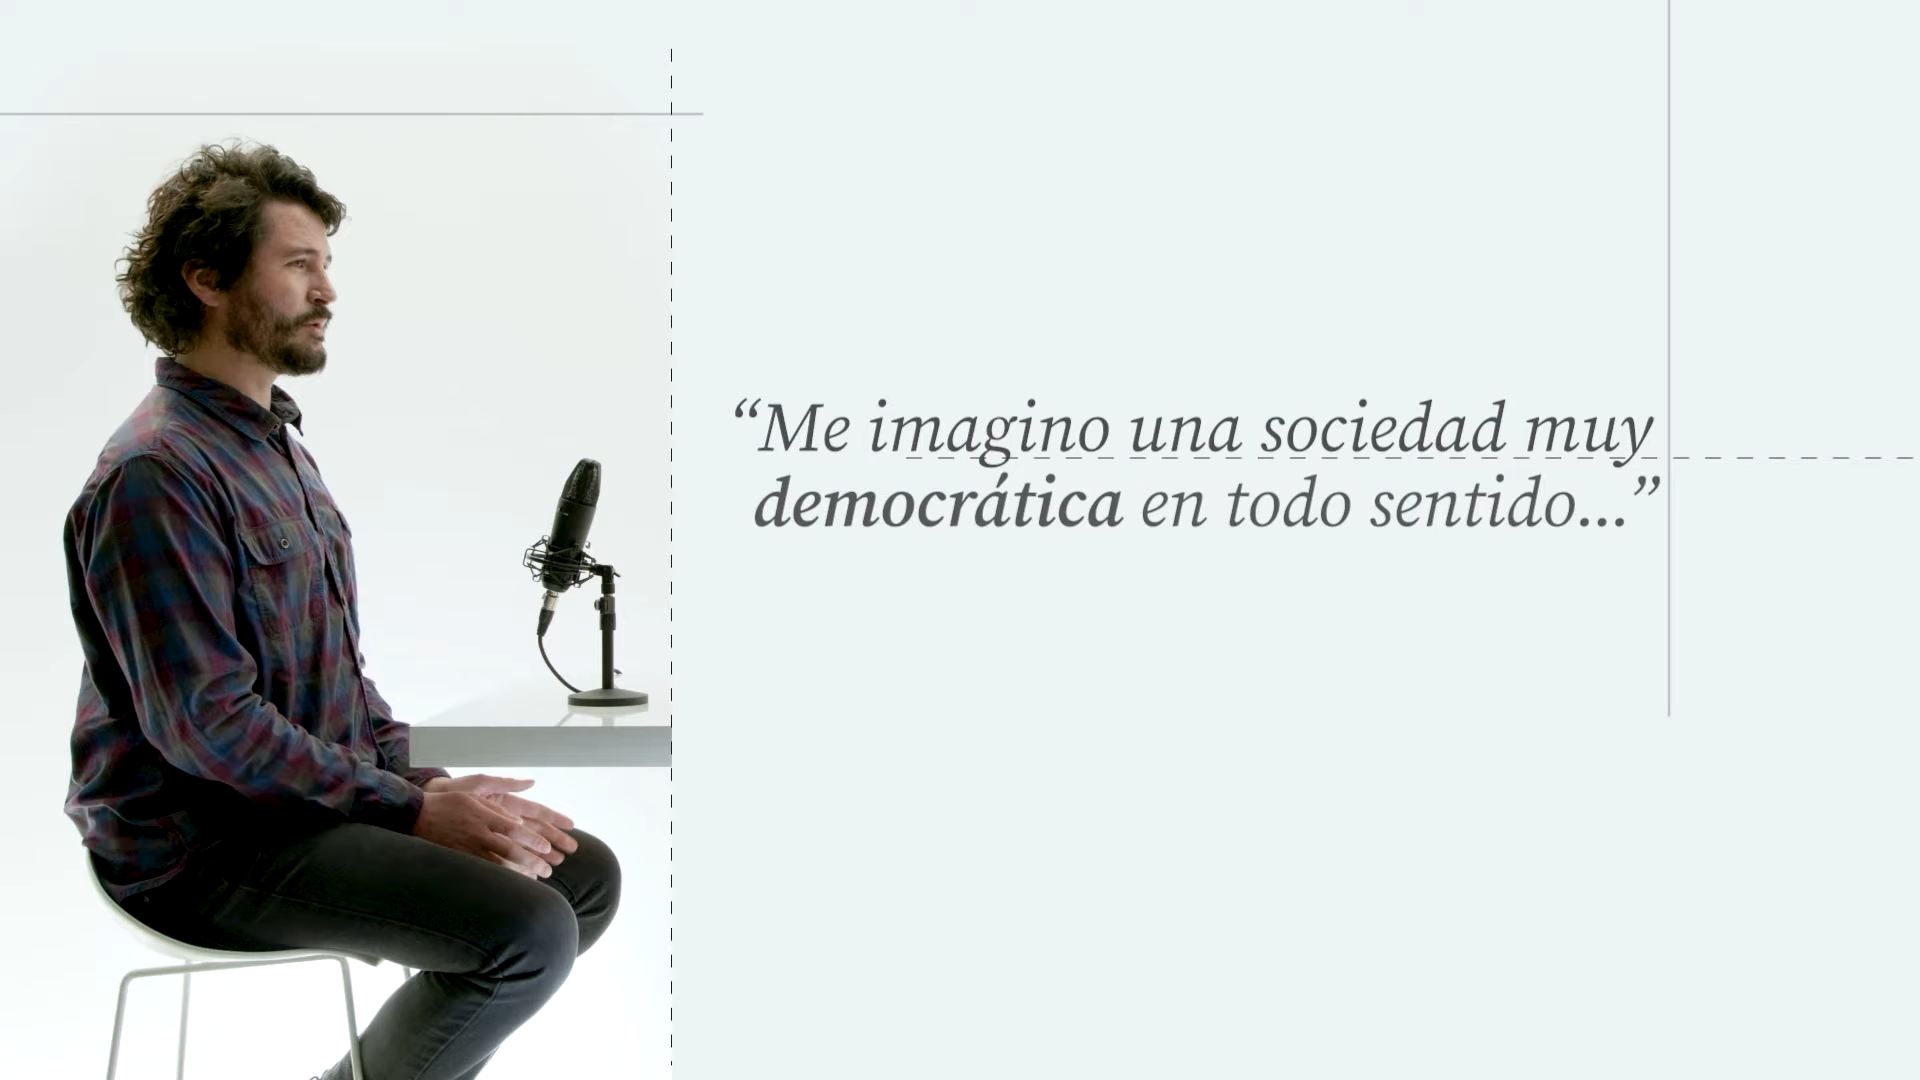 “Me imagino una sociedad muy
democrática en todo sentido...”